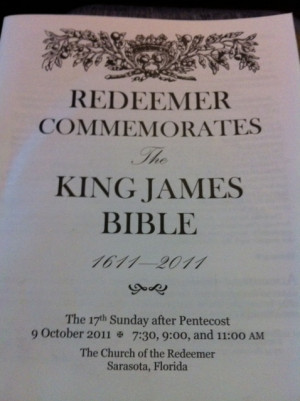 REDEEMER
COMMEMORATES
The
KING JAMES
BIBLE
1611—2011
The 17th Sunday after Pentecost
9 October 2011 ✠ 7:30, 9:00, and 11:00 AM
The Church of the Redeemer
Sarasota, Florida